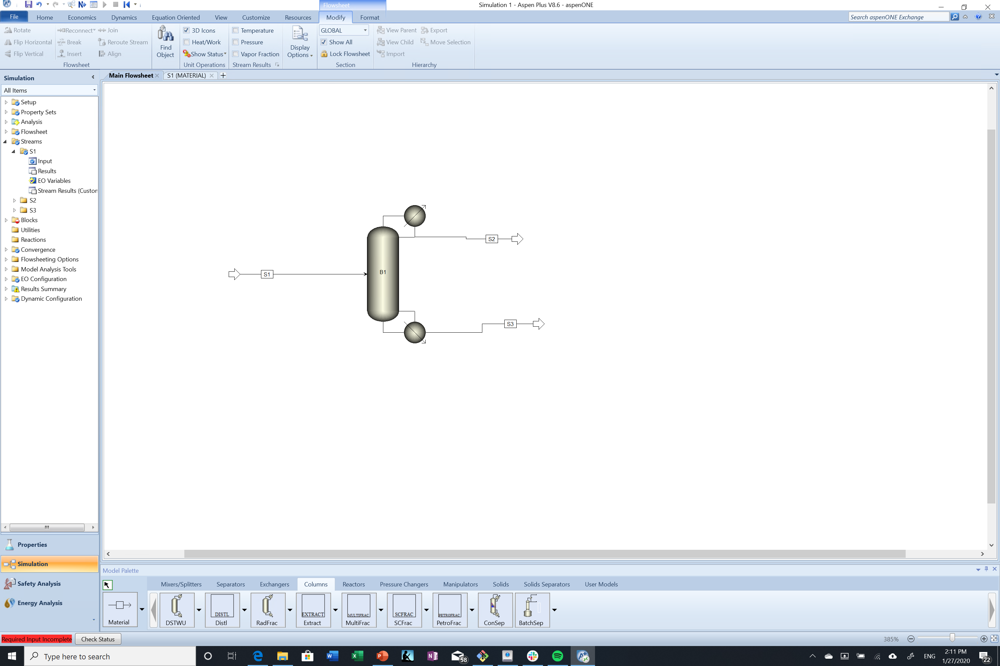 Flowsheet
Simulation 1 - Aspen Plus V8.6 - aspenONE
File Home Economics Dynamics Equation Oriented View Customize Resources Modify Format
Search aspenONE Exchange
Rotate Reconnect Join 3D Icons Temperature GLOBAL View Parent Export
Flip Horizontal Break Reroute Stream Find Object Heat/Work Pressure Display Options Show All View Child Move Selection
Flip Vertical Insert Align Show Status Vapor Fraction Lock Flowsheet Import
Flowsheet Unit Operations Stream Results Section Hierarchy
Simulation
Main Flowsheet S1 (MATERIAL) +
All Items
Setup
Property Sets
Analysis
Flowsheet
Streams
S1
Input
Results
EO Variables
Stream Results (Custor
S2
S3
Blocks
Utilities
Reactions
Convergence
Flowsheeting Options
Model Analysis Tools
EO Configuration
Results Summary
Dynamic Configuration
S2
B1
S1
S3
Properties
Simulation
Safety Analysis
Energy Analysis
Model Palette
Mixers/Splitters Separators Exchangers Columns Reactors Pressure Changers Manipulators Solids Solids Separators User Models
DISTL EXTRACT MULTIFRAC SCFRAC PETROFRAC
Material DSTWU Distl RadFrac Extract MultiFrac SCFrac PetroFrac ConSep BatchSep
Required Input Incomplete Check Status 385%
Type here to search 58 ENG 2:11 PM
1/27/2020 22